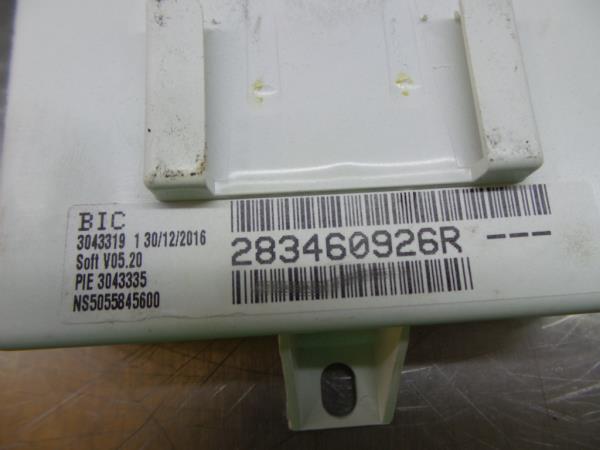 BIC
3043319 1 30/12/2016
Soft V05.20
PIE 3043335
NS5055845600
283460926R ---